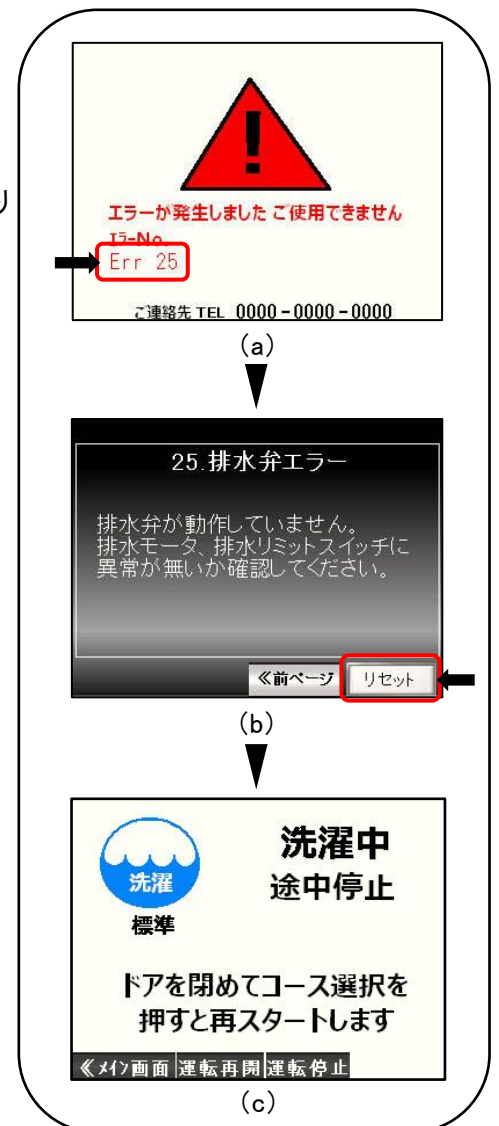 り
!
エラーが発生しました ご使用できません
エラーNo.
Err 25
ご連絡先 TEL 0000-0000-0000
(a)
25.排水弁エラー
排水弁が動作していません。
排水モータ、排水リミットスイッチに
異常が無いか確認してください。
≪前ページ リセット
(b)
洗濯
標準
洗濯中
途中停止
ドアを閉めてコース選択を
押すと再スタートします
≪メイン画面 運転再開 運転停止
(c)